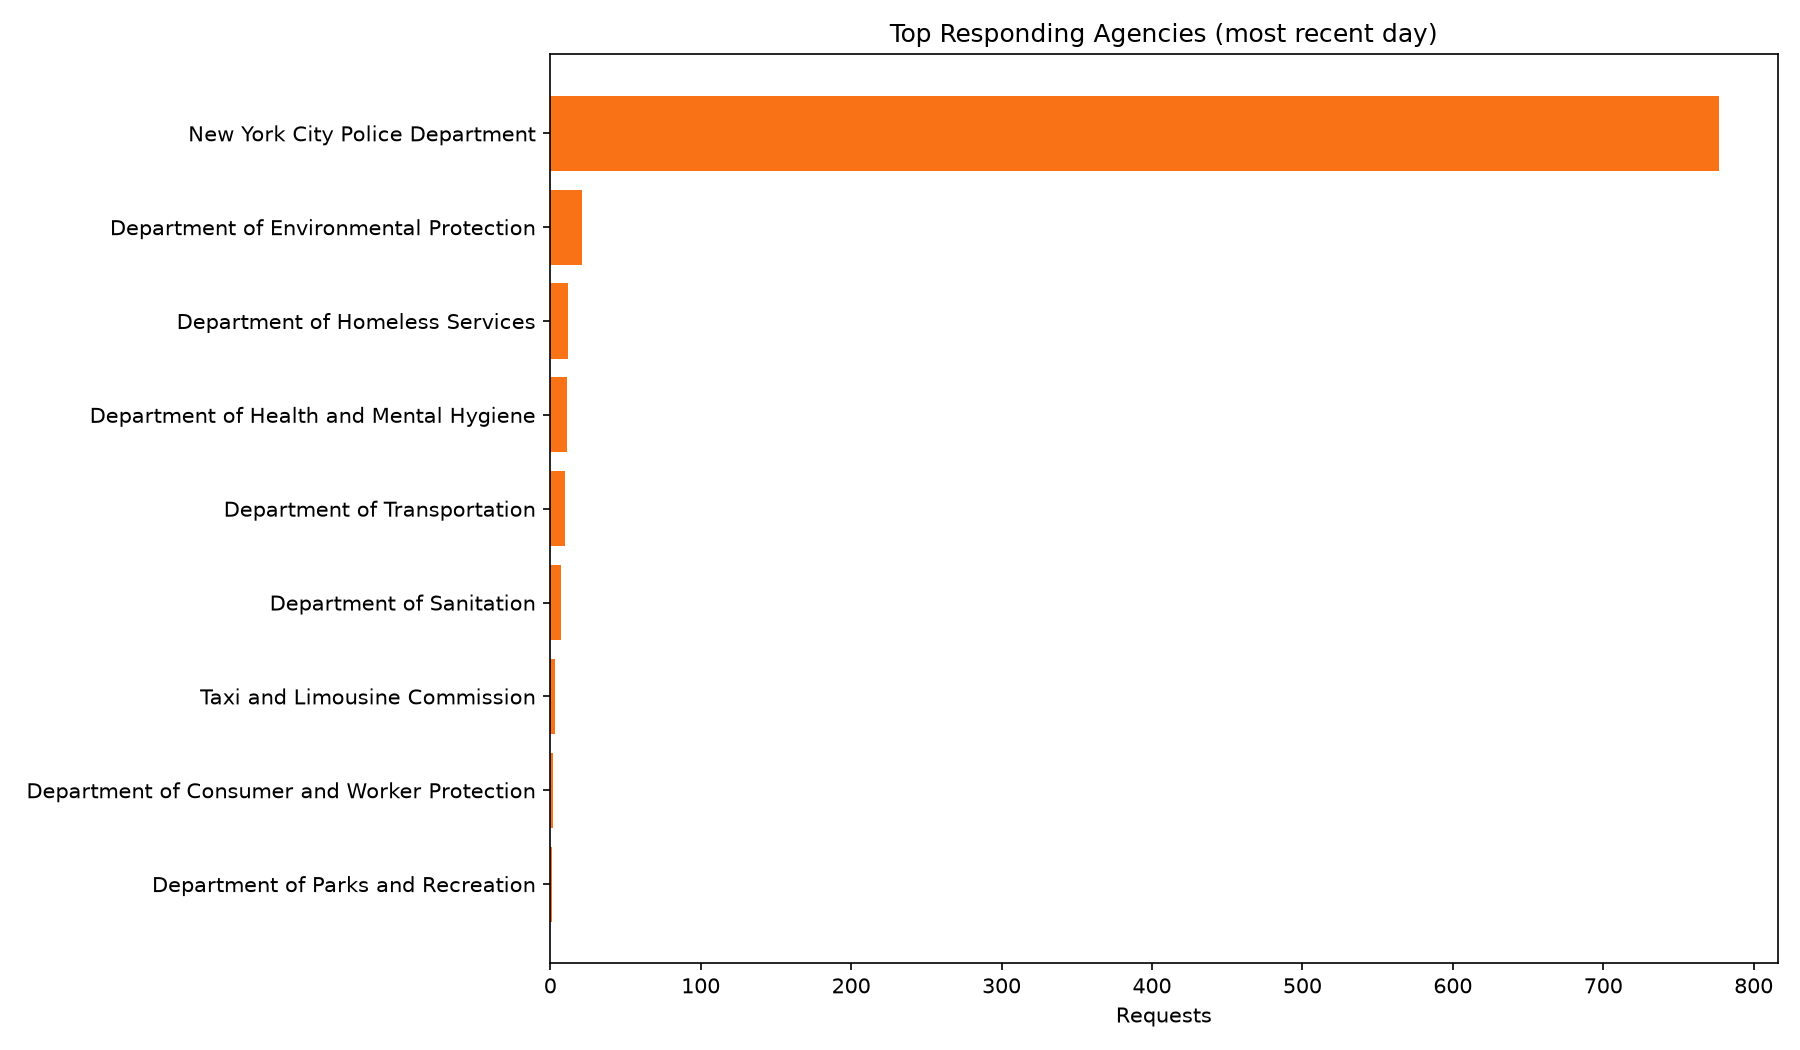 Top Responding Agencies (most recent day)
New York City Police Department
Department of Environmental Protection
Department of Homeless Services
Department of Health and Mental Hygiene
Department of Transportation
Department of Sanitation
Taxi and Limousine Commission
Department of Consumer and Worker Protection
Department of Parks and Recreation
0 100 200 300 400 500 600 700 800
Requests